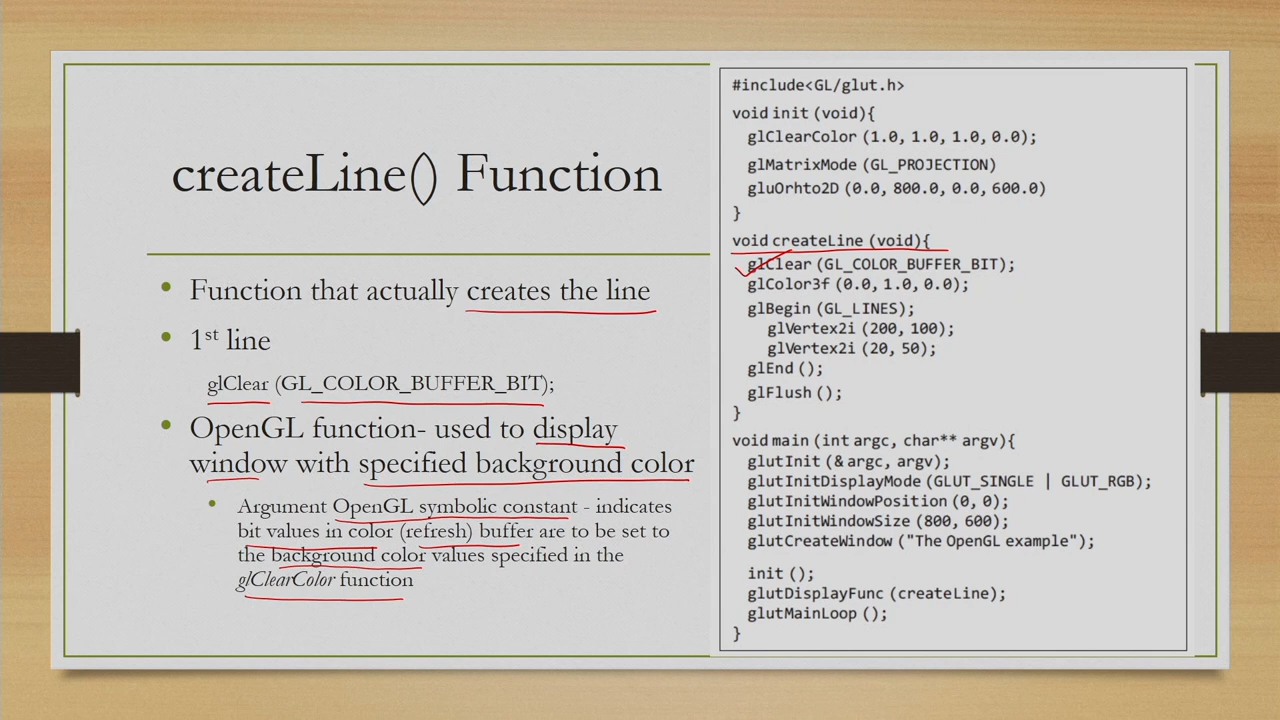 createLine() Function
• Function that actually creates the line
• 1st line
glClear (GL_COLOR_BUFFER_BIT);
• OpenGL function- used to display
window with specified background color
• Argument OpenGL symbolic constant - indicates
bit values in color (refresh) buffer are to be set to
the background color values specified in the
glClearColor function
#include<GL/glut.h>
void init (void){
glClearColor (1.0, 1.0, 1.0, 0.0);
glMatrixMode (GL_PROJECTION)
gluOrhto2D (0.0, 800.0, 0.0, 600.0)
}
void createLine (void){
glClear (GL_COLOR_BUFFER_BIT);
glColor3f (0.0, 1.0, 0.0);
glBegin (GL_LINES);
glVertex2i (200, 100);
glVertex2i (20, 50);
glEnd ();
glFlush ();
}
void main (int argc, char** argv){
glutInit (& argc, argv);
glutInitDisplayMode (GLUT_SINGLE | GLUT_RGB);
glutInitWindowPosition (0, 0);
glutInitWindowSize (800, 600);
glutCreateWindow ("The OpenGL example");
init ();
glutDisplayFunc (createLine);
glutMainLoop ();
}